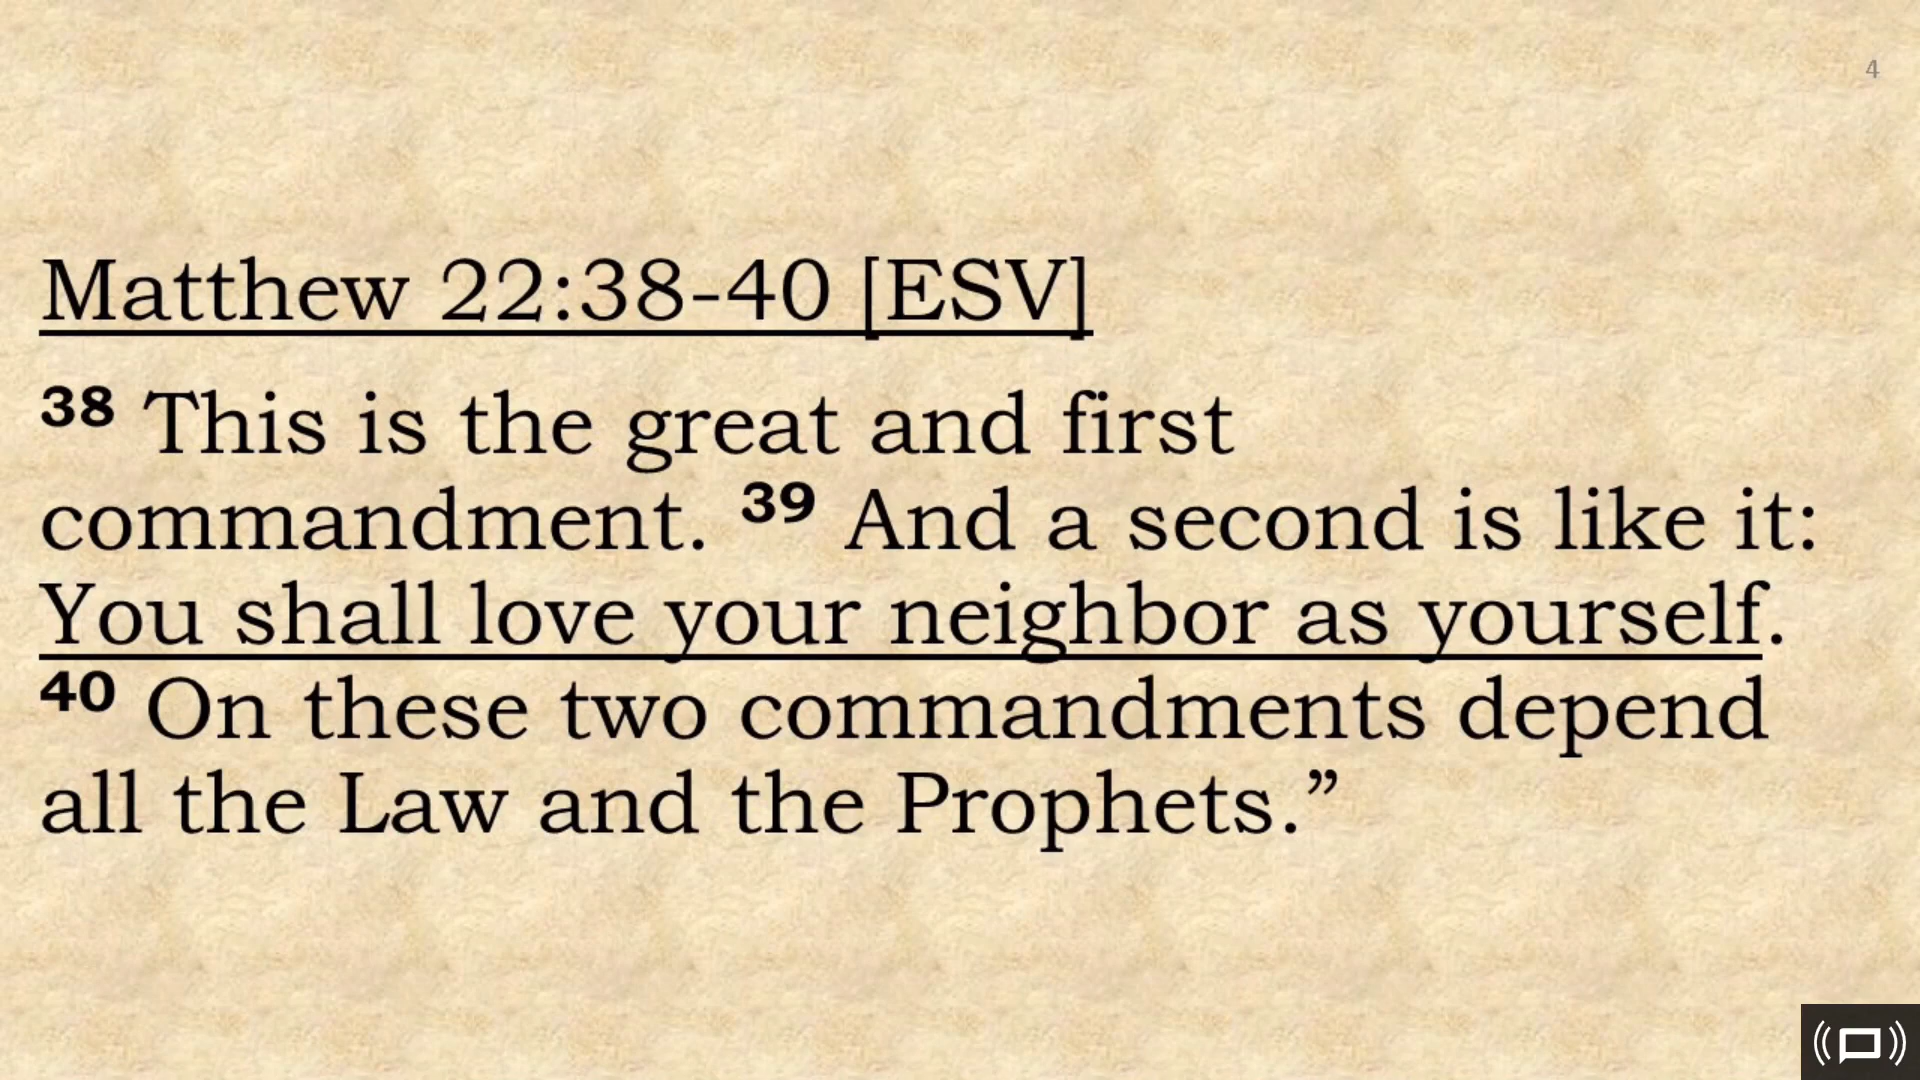 4
Matthew 22:38-40 [ESV]
38 This is the great and first
commandment. 39 And a second is like it:
You shall love your neighbor as yourself.
40 On these two commandments depend
all the Law and the Prophets.”